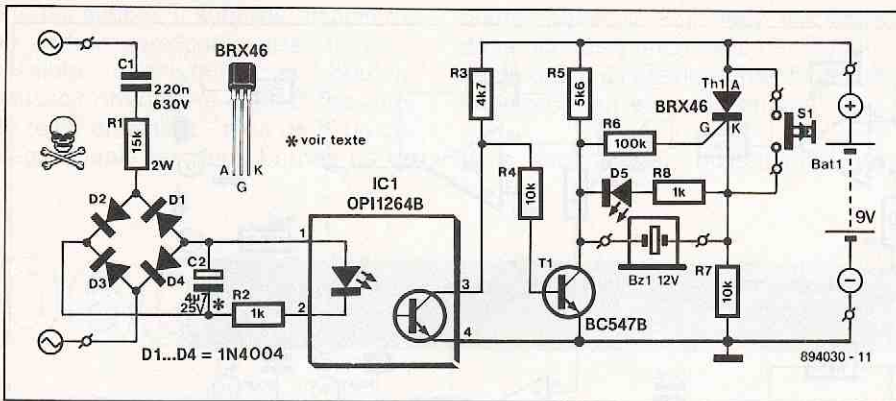 C1
220n
630V
R1
15k
2W
BRX46
A
G
K
* voir texte
D2
D1
D3
D4
C2
4µ7
25V
*
R2
1k
D1...D4 = 1N4004
IC1
OPI1264B
1
2
3
4
R3
4k7
R4
10k
R5
5k6
R6
100k
D5
R8
1k
T1
BC547B
Bz1 12V
BRX46
Th1
A
G
K
S1
R7
10k
Bat1
9V
894030 - 11